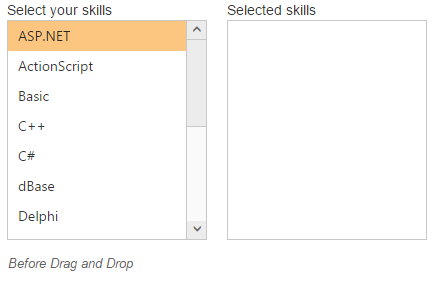 Select your skills
Selected skills
ASP.NET
ActionScript
Basic
C++
C#
dBase
Delphi
Before Drag and Drop